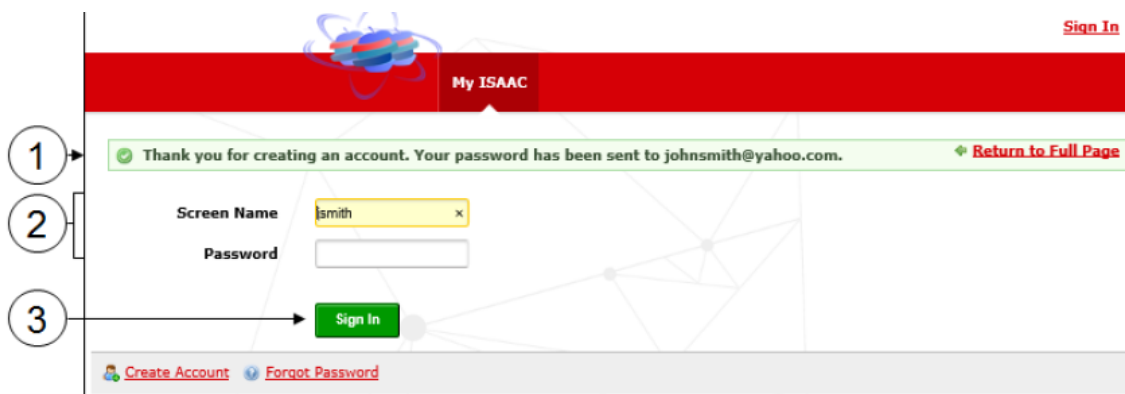 Sign In
My ISAAC
1
Thank you for creating an account. Your password has been sent to johnsmith@yahoo.com.
Return to Full Page
2
Screen Name
jsmith
Password
3
Sign In
Create Account
Forgot Password